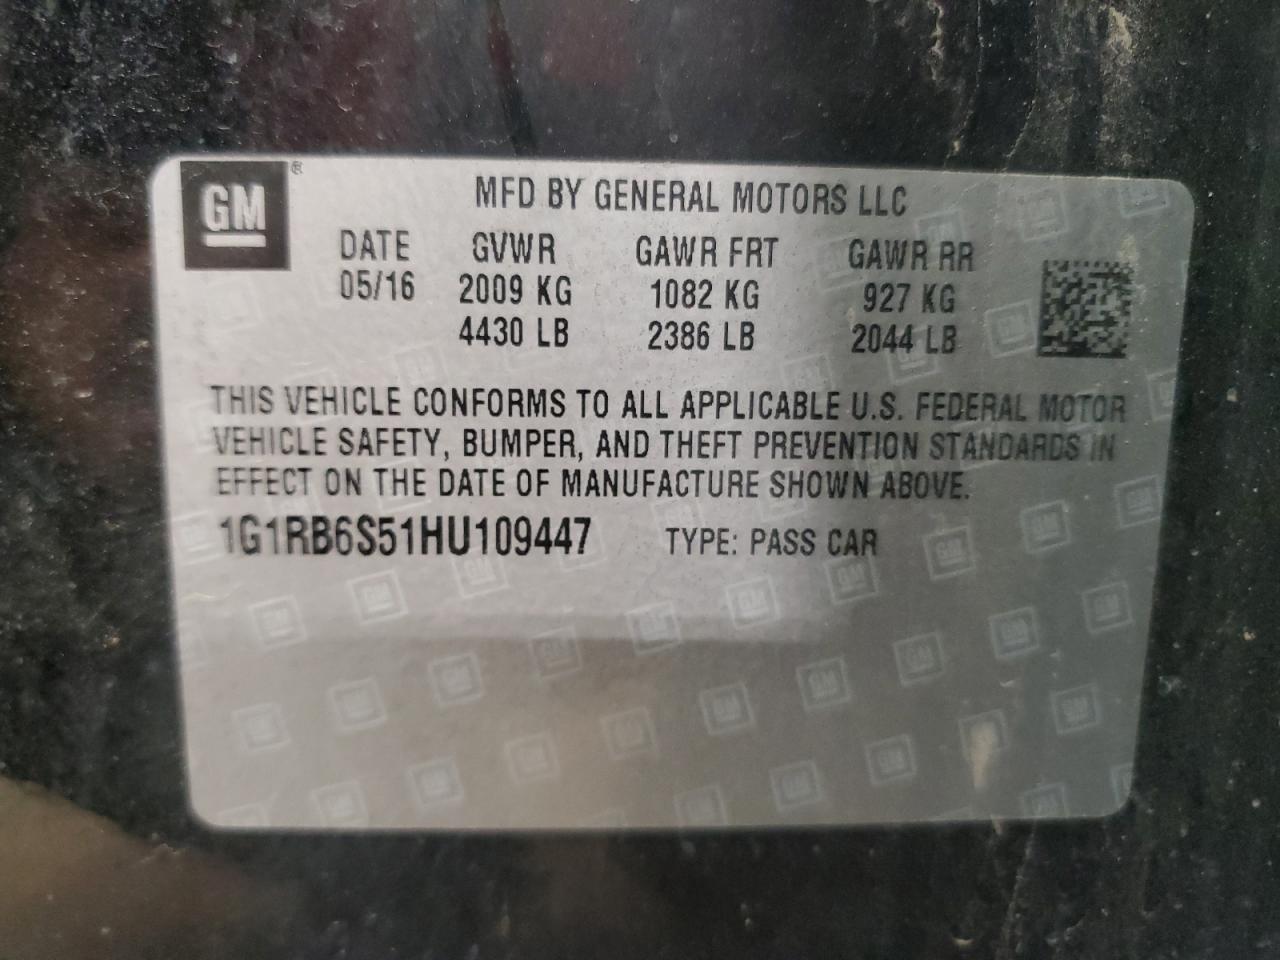 GM®
MFD BY GENERAL MOTORS LLC
DATE GVWR GAWR FRT GAWR RR
05/16 2009 KG 1082 KG 927 KG
4430 LB 2386 LB 2044 LB
THIS VEHICLE CONFORMS TO ALL APPLICABLE U.S. FEDERAL MOTOR
VEHICLE SAFETY, BUMPER, AND THEFT PREVENTION STANDARDS IN
EFFECT ON THE DATE OF MANUFACTURE SHOWN ABOVE.
1G1RB6S51HU109447 TYPE: PASS CAR